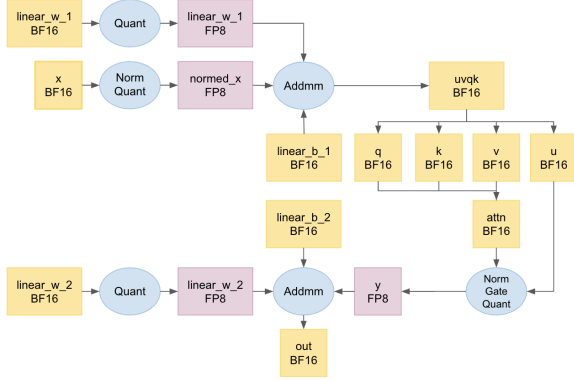 linear_w_1
BF16
Quant
linear_w_1
FP8
x
BF16
Norm
Quant
normed_x
FP8
Addmm
uvqk
BF16
linear_b_1
BF16
q
BF16
k
BF16
v
BF16
u
BF16
linear_b_2
BF16
attn
BF16
linear_w_2
BF16
Quant
linear_w_2
FP8
Addmm
y
FP8
Norm
Gate
Quant
out
BF16